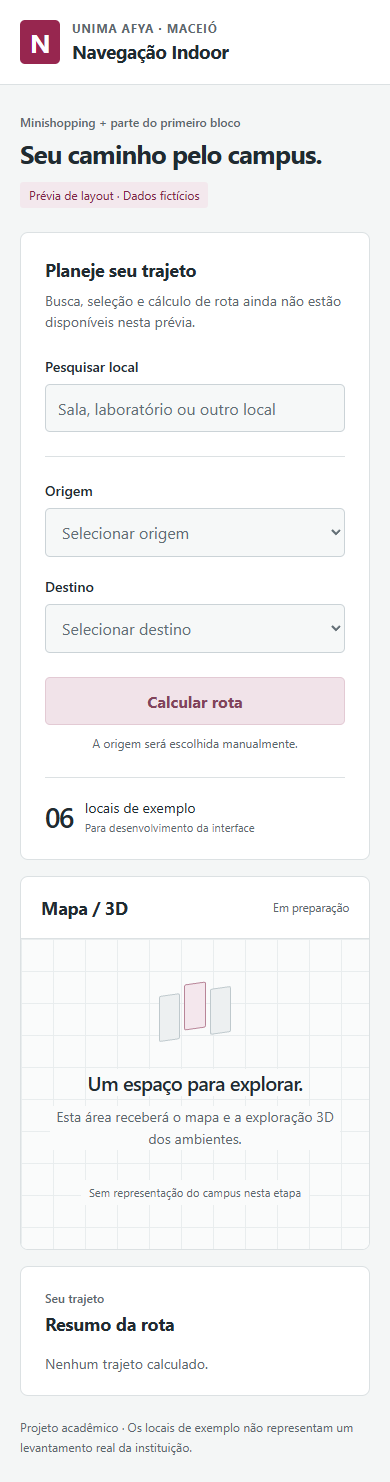 N
UNIMA AFYA · MACEIÓ
Navegação Indoor
Minishopping + parte do primeiro bloco
Seu caminho pelo campus.
Prévia de layout · Dados fictícios
Planeje seu trajeto
Busca, seleção e cálculo de rota ainda não estão
disponíveis nesta prévia.
Pesquisar local
Sala, laboratório ou outro local
Origem
Selecionar origem
Destino
Selecionar destino
Calcular rota
A origem será escolhida manualmente.
06
locais de exemplo
Para desenvolvimento da interface
Mapa / 3D
Em preparação
Um espaço para explorar.
Esta área receberá o mapa e a exploração 3D
dos ambientes.
Sem representação do campus nesta etapa
Seu trajeto
Resumo da rota
Nenhum trajeto calculado.
Projeto acadêmico · Os locais de exemplo não representam um
levantamento real da instituição.